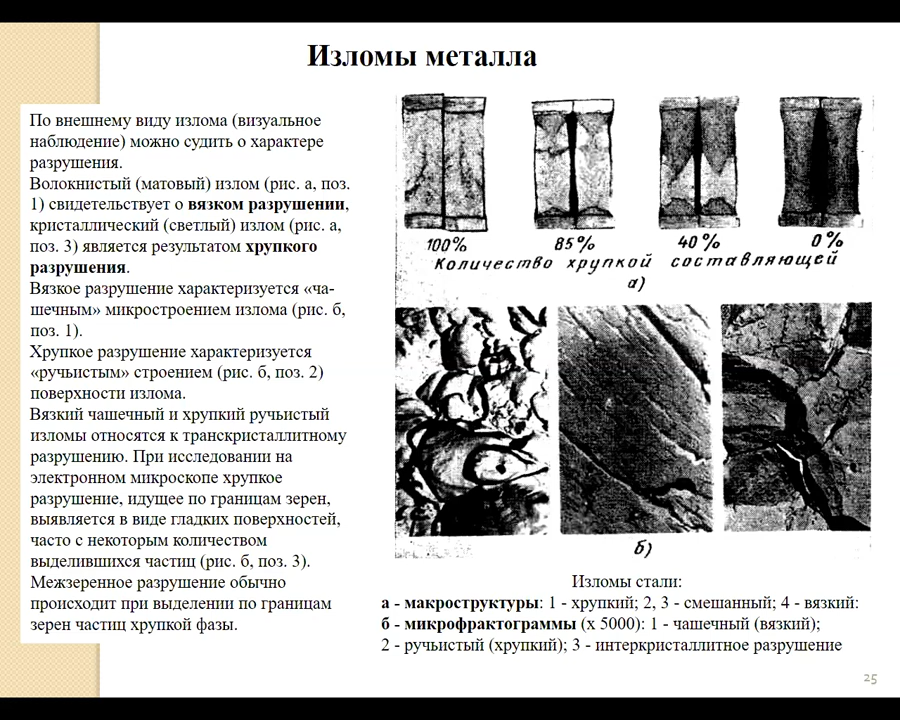 Изломы металла
По внешнему виду излома (визуальное
наблюдение) можно судить о характере
разрушения.
Волокнистый (матовый) излом (рис. а, поз.
1) свидетельствует о вязком разрушении,
кристаллический (светлый) излом (рис. а,
поз. 3) является результатом хрупкого
разрушения.
Вязкое разрушение характеризуется «ча-
шечным» микростроением излома (рис. б,
поз. 1).
Хрупкое разрушение характеризуется
«ручьистым» строением (рис. б, поз. 2)
поверхности излома.
Вязкий чашечный и хрупкий ручьистый
изломы относятся к транскристаллитному
разрушению. При исследовании на
электронном микроскопе хрупкое
разрушение, идущее по границам зерен,
выявляется в виде гладких поверхностей,
часто с некоторым количеством
выделившихся частиц (рис. б, поз. 3).
Межзеренное разрушение обычно
происходит при выделении по границам
зерен частиц хрупкой фазы.
100% 85% 40% 0%
Количество хрупкой составляющей
а)
б)
Изломы стали:
а - макроструктуры: 1 - хрупкий; 2, 3 - смешанный; 4 - вязкий:
б - микрофрактограммы (х 5000): 1 - чашечный (вязкий);
2 - ручьистый (хрупкий); 3 - интеркристаллитное разрушение
25